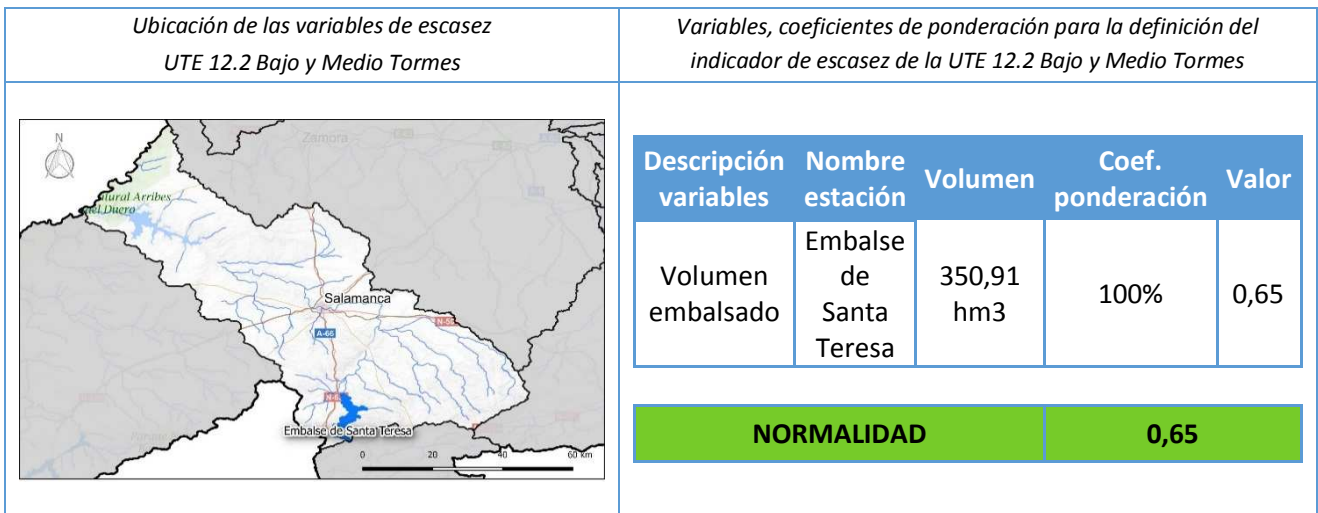 Ubicación de las variables de escasez
UTE 12.2 Bajo y Medio Tormes
Variables, coeficientes de ponderación para la definición del
indicador de escasez de la UTE 12.2 Bajo y Medio Tormes
N
Zamora
atural Arribes
del Duero
Salamanca
A-66
Embalse de Santa Teresa
0 20 40 60 km
Descripción variables
Nombre estación
Volumen
Coef. ponderación
Valor
Volumen embalsado
Embalse de Santa Teresa
350,91 hm3
100%
0,65
NORMALIDAD 0,65